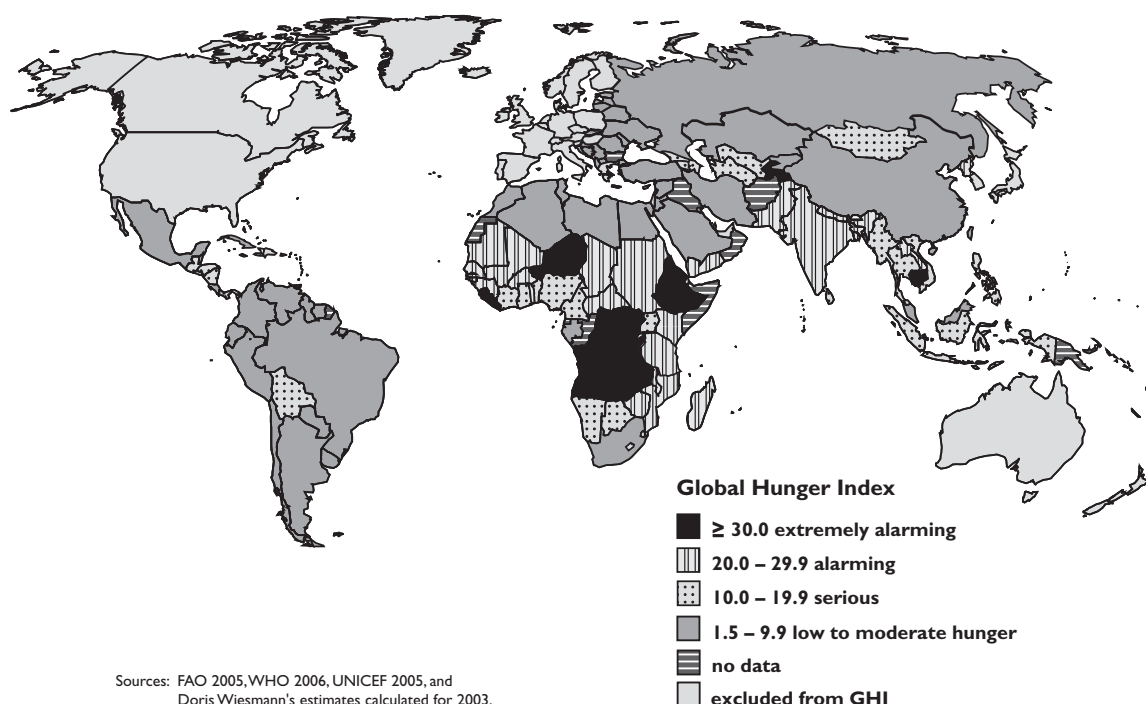 Global Hunger Index
≥ 30.0 extremely alarming
20.0 – 29.9 alarming
10.0 – 19.9 serious
1.5 – 9.9 low to moderate hunger
no data
excluded from GHI
Sources: FAO 2005,WHO 2006, UNICEF 2005, and
Doris Wiesmann's estimates calculated for 2003.